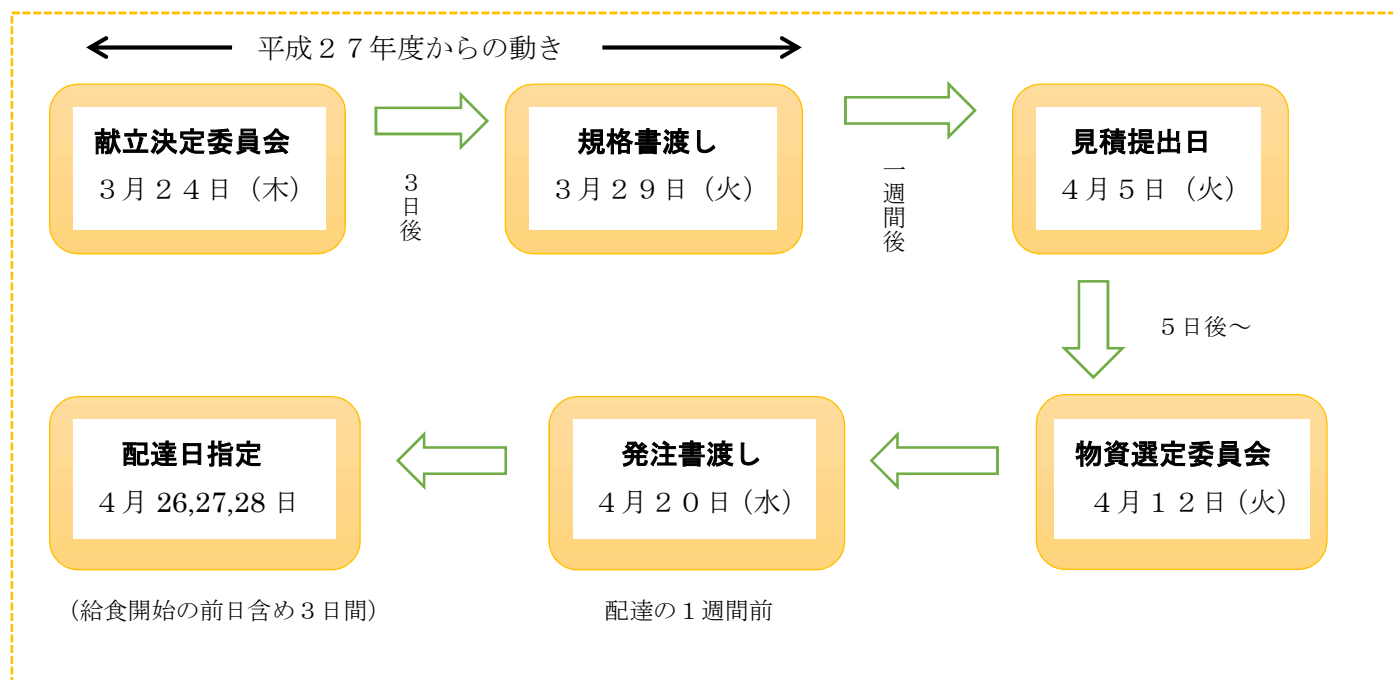 平成２７年度からの動き
献立決定委員会
３月２４日（木）
３日後
規格書渡し
３月２９日（火）
一週間後
見積提出日
４月５日（火）
５日後～
物資選定委員会
４月１２日（火）
発注書渡し
４月２０日（水）
配達の１週間前
配達日指定
４月 26,27,28 日
（給食開始の前日含め３日間）